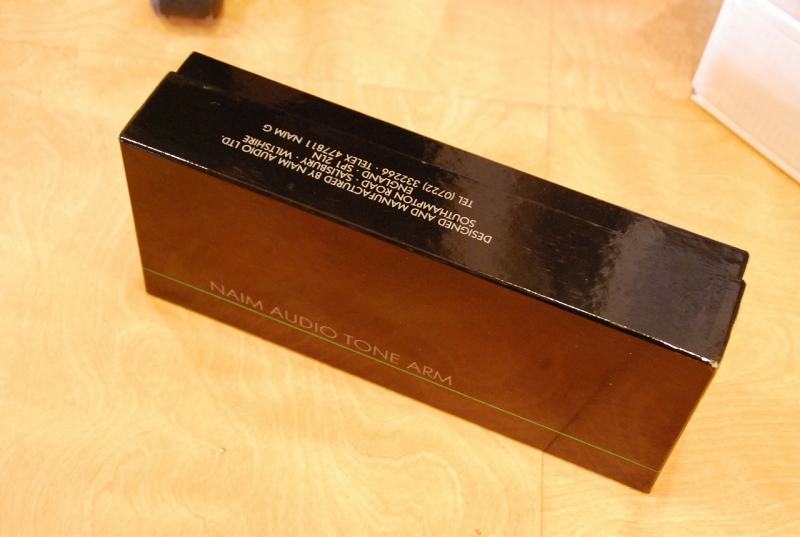 DESIGNED AND MANUFACTURED BY NAIM AUDIO LTD.
SOUTHAMPTON ROAD · SALISBURY · WILTSHIRE
ENGLAND · SP1 2LN
TEL (0722) 332266 · TELEX 477811 NAIM G
NAIM AUDIO TONE ARM